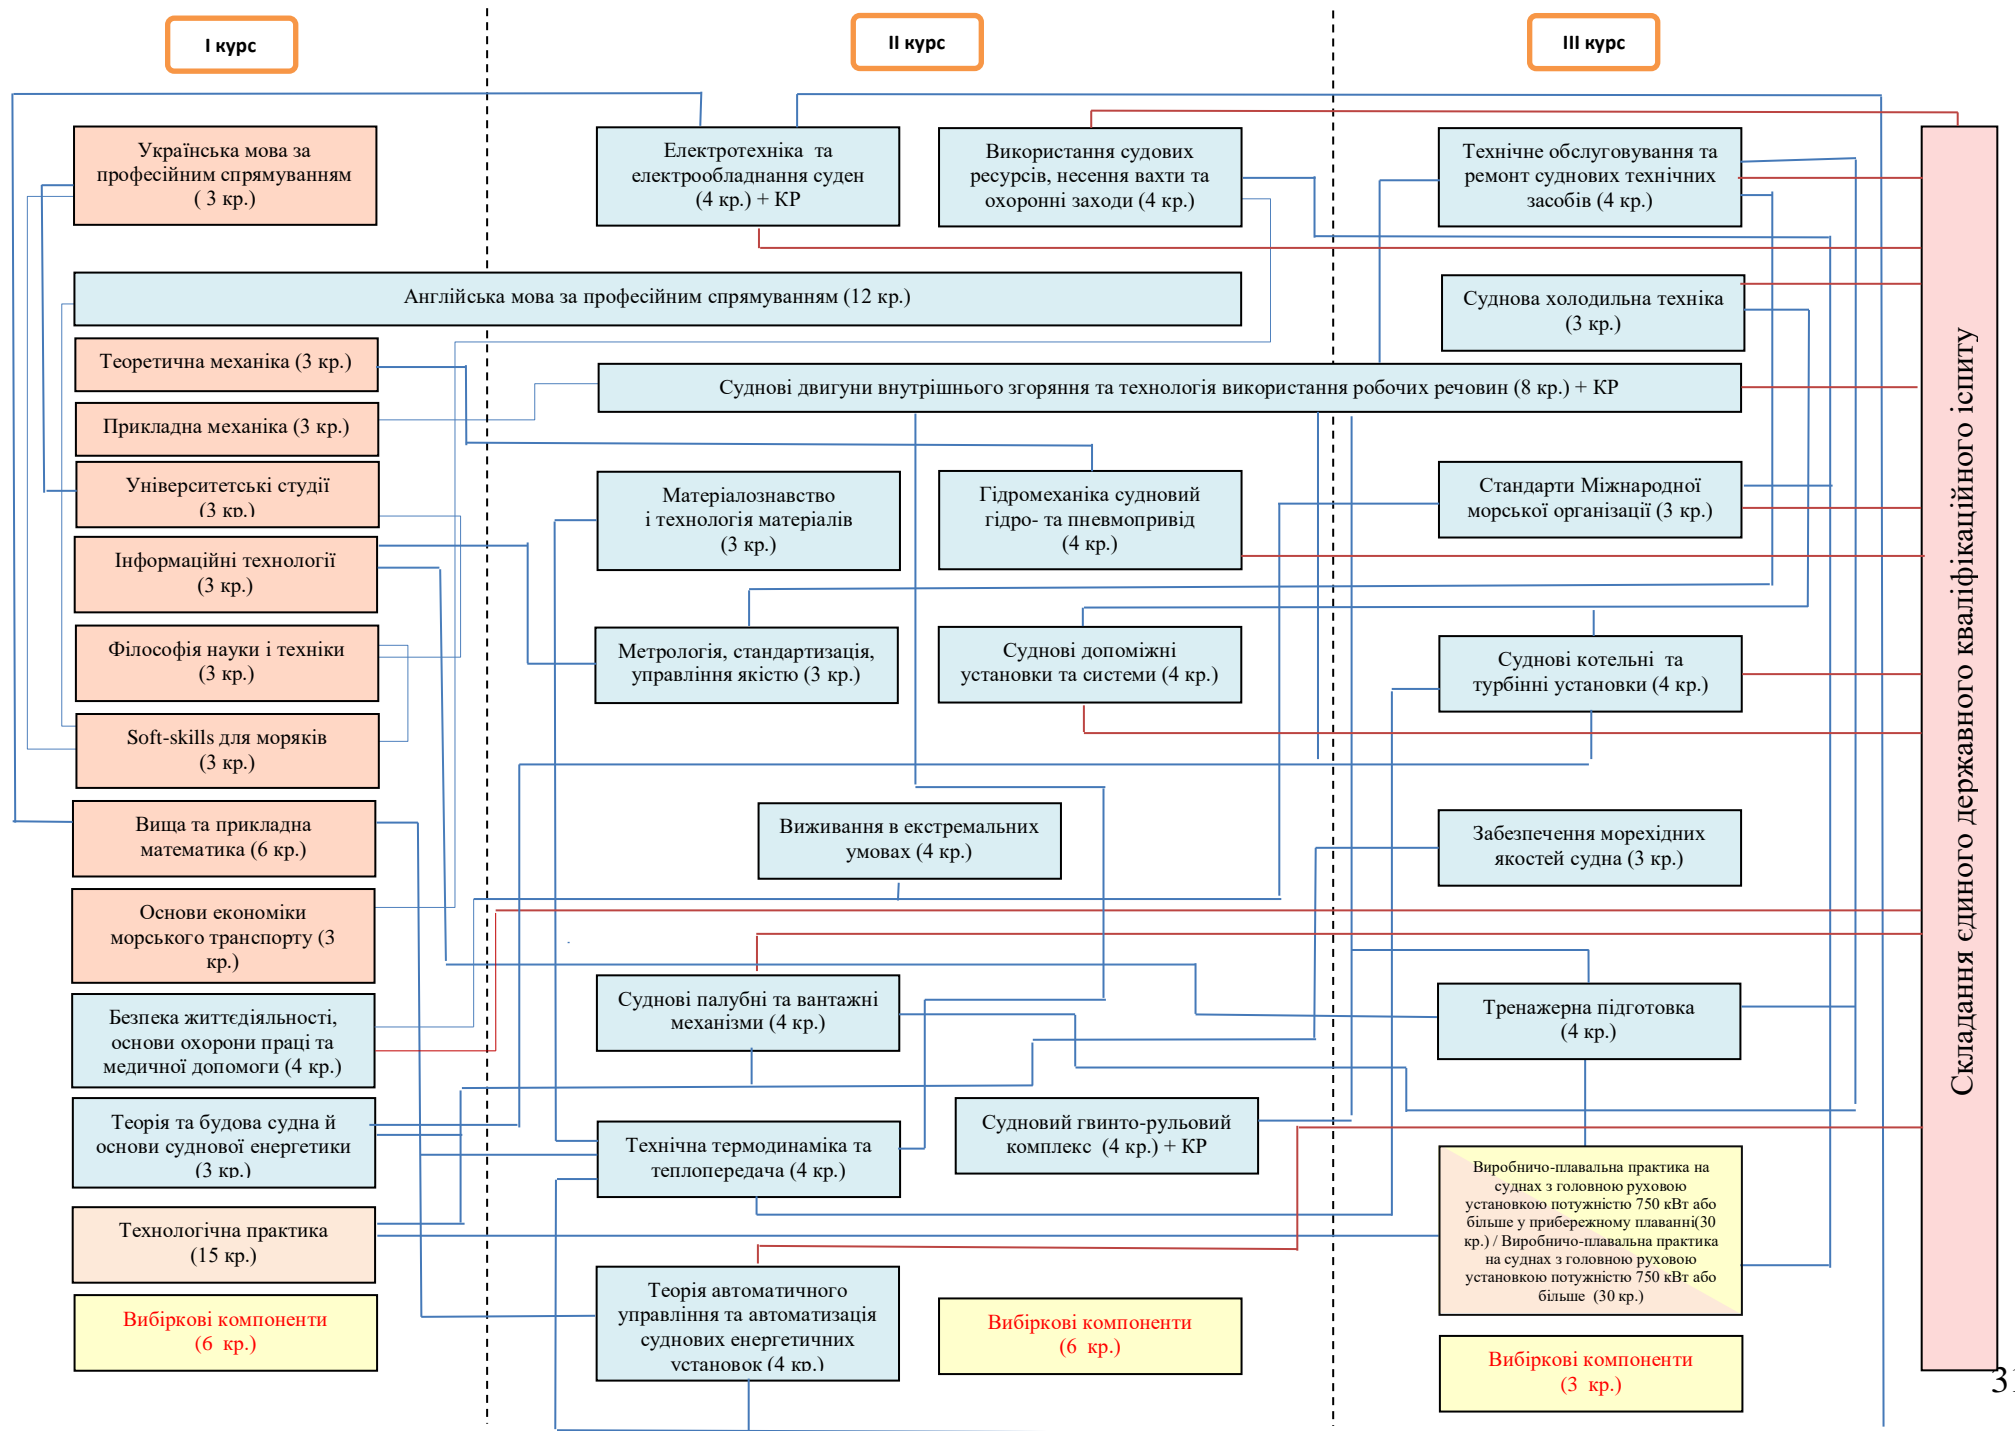 І курс
ІІ курс
ІІІ курс
Українська мова за
професійним спрямуванням
( 3 кр.)
Електротехніка та
електрообладнання суден
(4 кр.) + КР
Використання судових
ресурсів, несення вахти та
охоронні заходи (4 кр.)
Технічне обслуговування та
ремонт суднових технічних
засобів (4 кр.)
Англійська мова за професійним спрямуванням (12 кр.)
Суднова холодильна техніка
(3 кр.)
Теоретична механіка (3 кр.)
Суднові двигуни внутрішнього згоряння та технологія використання робочих речовин (8 кр.) + КР
Прикладна механіка (3 кр.)
Університетські студії
(3 кр.)
Матеріалознавство
і технологія матеріалів
(3 кр.)
Гідромеханіка судновий
гідро- та пневмопривід
(4 кр.)
Стандарти Міжнародної
морської організації (3 кр.)
Інформаційні технології
(3 кр.)
Філософія науки і техніки
(3 кр.)
Метрологія, стандартизація,
управління якістю (3 кр.)
Суднові допоміжні
установки та системи (4 кр.)
Суднові котельні та
турбінні установки (4 кр.)
Soft-skills для моряків
(3 кр.)
Вища та прикладна
математика (6 кр.)
Виживання в екстремальних
умовах (4 кр.)
Забезпечення морехідних
якостей судна (3 кр.)
Основи економіки
морського транспорту (3
кр.)
Безпека життєдіяльності,
основи охорони праці та
медичної допомоги (4 кр.)
Суднові палубні та вантажні
механізми (4 кр.)
Тренажерна підготовка
(4 кр.)
Теорія та будова судна й
основи суднової енергетики
(3 кр.)
Технічна термодинаміка та
теплопередача (4 кр.)
Судновий гвинто-рульовий
комплекс (4 кр.) + КР
Виробничо-плавальна практика на
суднах з головною руховою
установкою потужністю 750 кВт або
більше у прибережному плаванні(30
кр.) / Виробничо-плавальна практика
на суднах з головною руховою
установкою потужністю 750 кВт або
більше (30 кр.)
Технологічна практика
(15 кр.)
Теорія автоматичного
управління та автоматизація
суднових енергетичних
установок (4 кр.)
Вибіркові компоненти
(6 кр.)
Вибіркові компоненти
(6 кр.)
Вибіркові компоненти
(3 кр.)
Складання єдиного державного кваліфікаційного іспиту